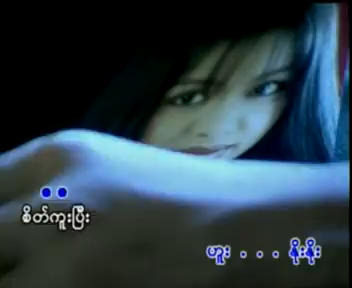 စိတ်ကူးပြီး
ဟူး . . . နိုးနိုး